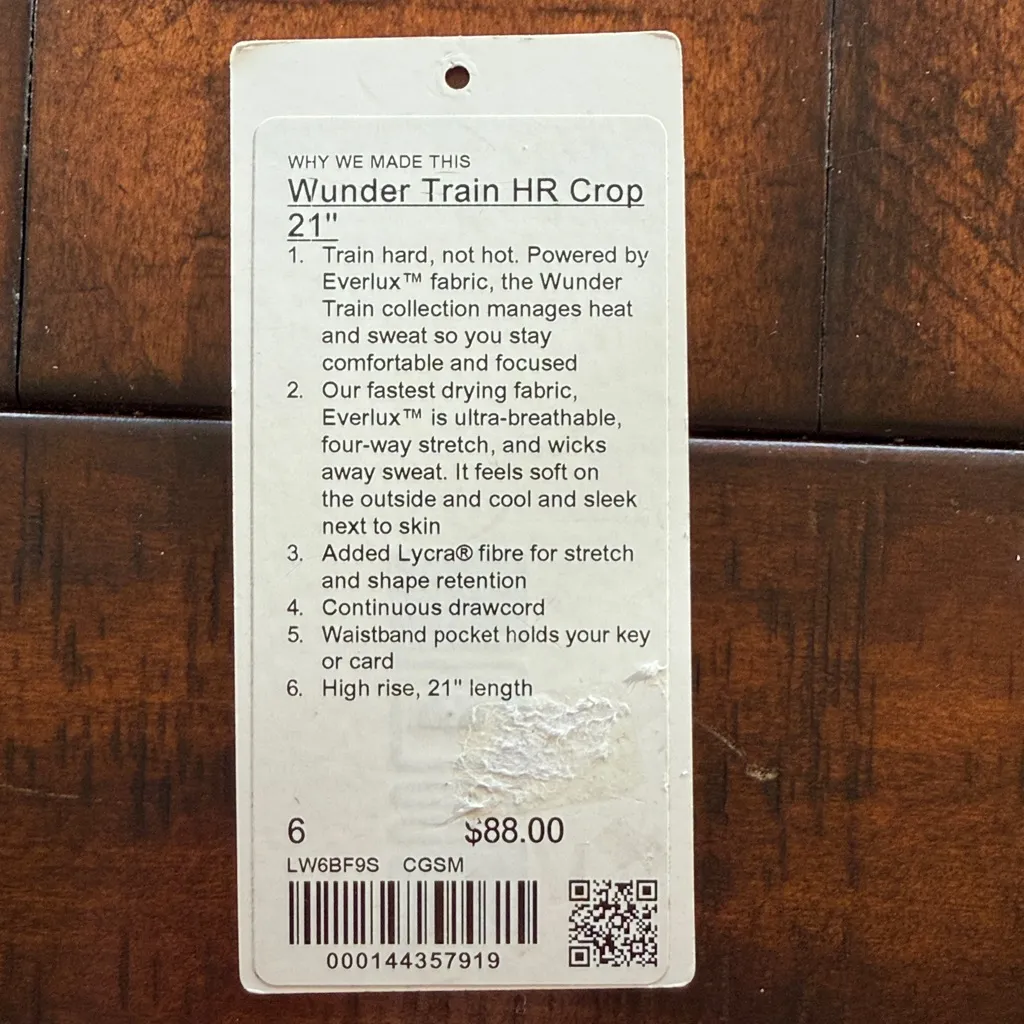 WHY WE MADE THIS
Wunder Train HR Crop
21"
1. Train hard, not hot. Powered by
Everlux™ fabric, the Wunder
Train collection manages heat
and sweat so you stay
comfortable and focused
2. Our fastest drying fabric,
Everlux™ is ultra-breathable,
four-way stretch, and wicks
away sweat. It feels soft on
the outside and cool and sleek
next to skin
3. Added Lycra® fibre for stretch
and shape retention
4. Continuous drawcord
5. Waistband pocket holds your key
or card
6. High rise, 21" length
6 $88.00
LW6BF9S CGSM
000144357919